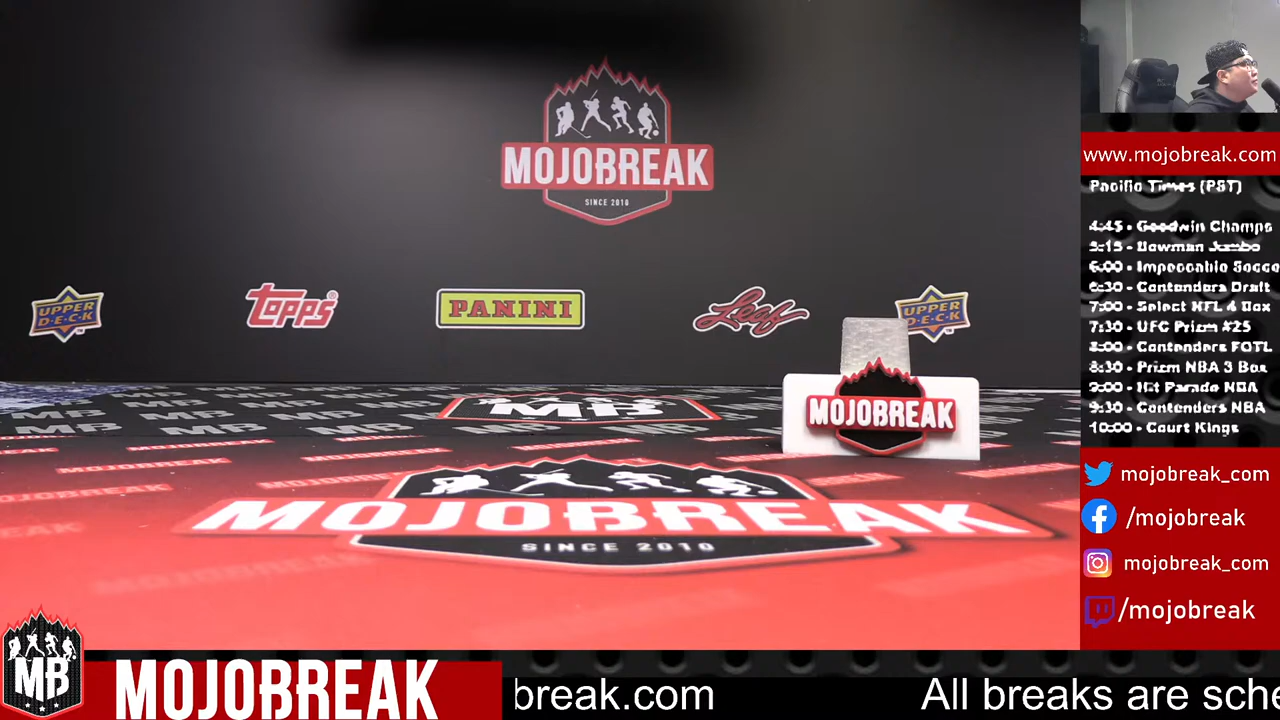 MOJOBREAK
SINCE 2010
UPPER
D·E·C·K
TOPPS
PANINI
Leaf
UPPER
D·E·C·K
MB
MOJOBREAK
MOJOBREAK
SINCE 2010
www.mojobreak.com
Pacific Times (PST)
4:45 - Goodwin Champs
5:15 - Bowman Jumbo
6:00 - Impeccable Socce
6:30 - Contenders Draft
7:00 - Select NFL 4 Box
7:30 - UFC Prizm #25
8:00 - Contenders FOTL
8:30 - Prizm NBA 3 Box
9:00 - Hit Parade NBA
9:30 - Contenders NBA
10:00 - Court Kings
mojobreak_com
/mojobreak
mojobreak_com
/mojobreak
MB
MOJOBREAK
break.com
All breaks are sche